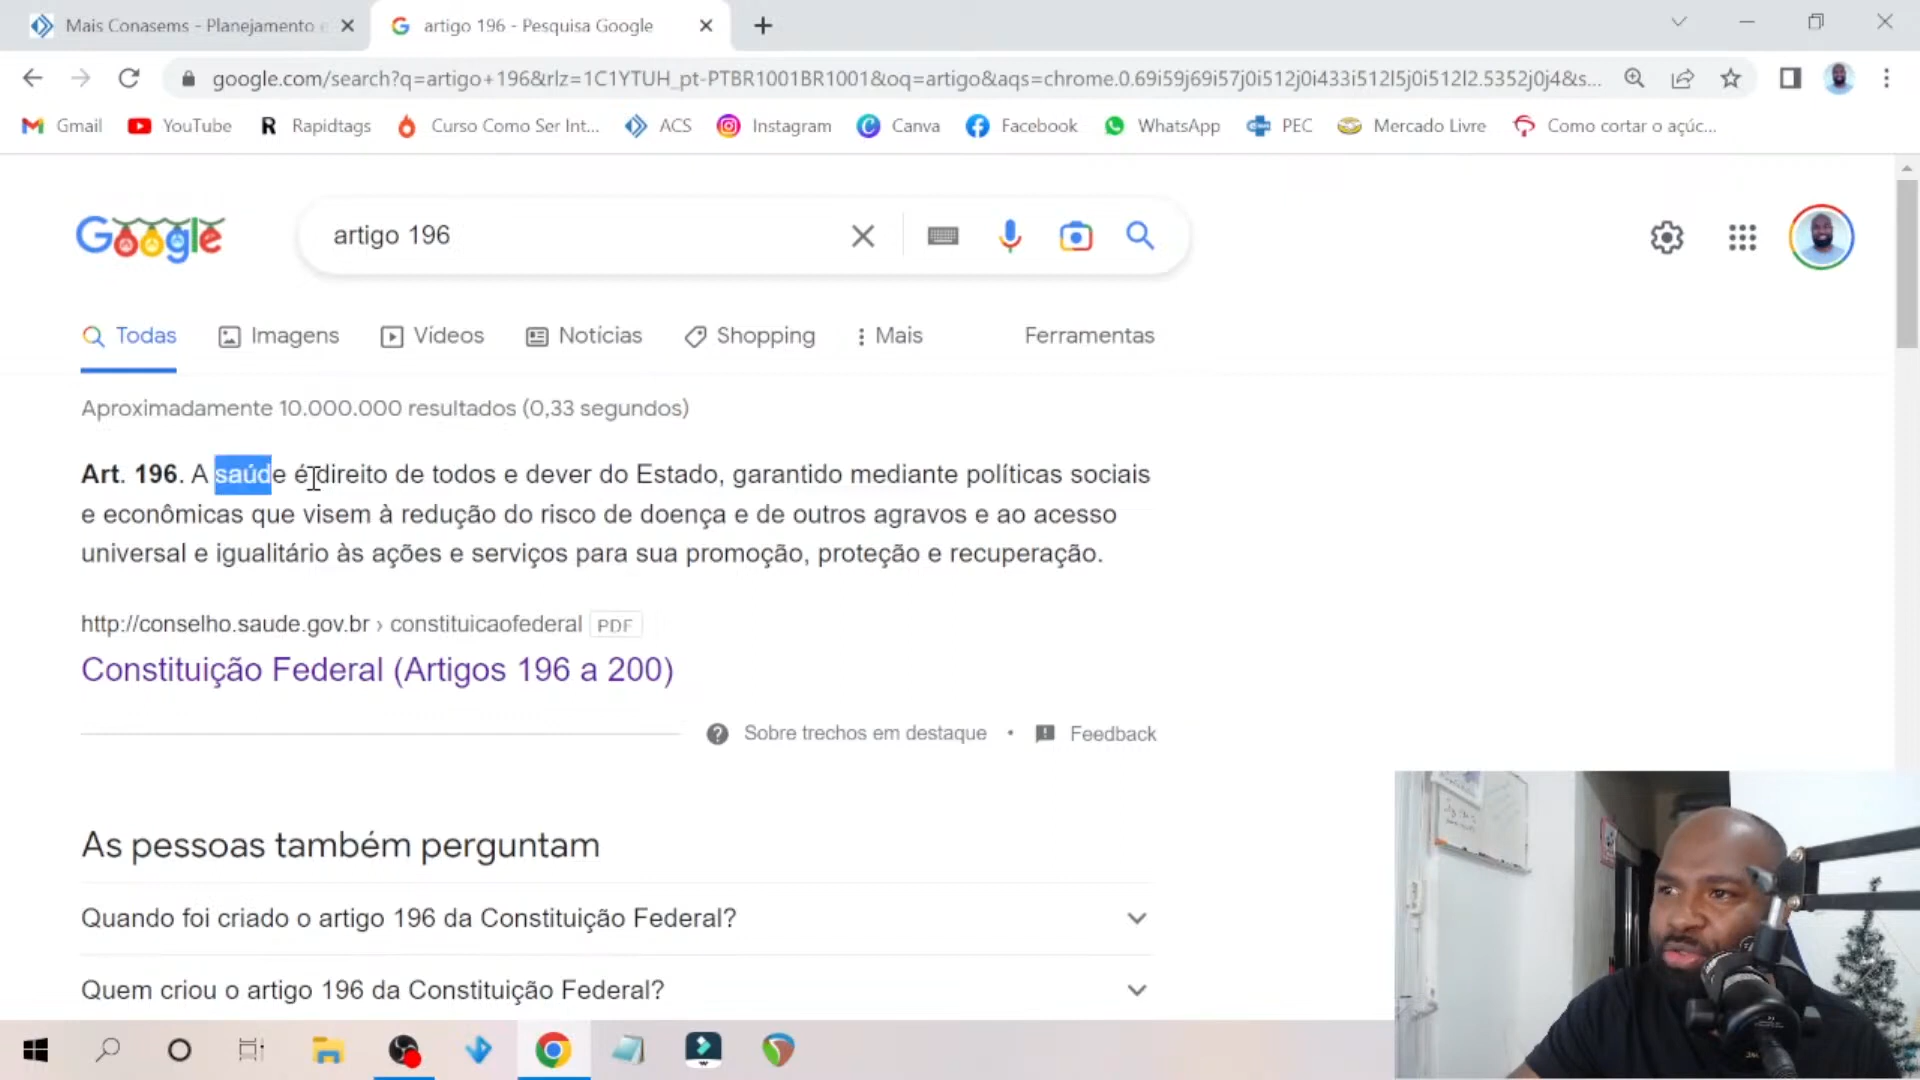 Mais Conasems - Planejamento e
artigo 196 - Pesquisa Google
google.com/search?q=artigo+196&rlz=1C1YTUH_pt-PTBR1001BR1001&oq=artigo&aqs=chrome.0.69i59j69i57j0i512j0i433i512l5j0i512l2.5352j0j4&s...
Gmail
YouTube
Rapidtags
Curso Como Ser Int...
ACS
Instagram
Canva
Facebook
WhatsApp
PEC
Mercado Livre
Como cortar o açúc...
Google
artigo 196
Todas
Imagens
Vídeos
Notícias
Shopping
Mais
Ferramentas
Aproximadamente 10.000.000 resultados (0,33 segundos)
Art. 196. A saúde é direito de todos e dever do Estado, garantido mediante políticas sociais
e econômicas que visem à redução do risco de doença e de outros agravos e ao acesso
universal e igualitário às ações e serviços para sua promoção, proteção e recuperação.
http://conselho.saude.gov.br › constituicaofederal PDF
Constituição Federal (Artigos 196 a 200)
Sobre trechos em destaque • Feedback
As pessoas também perguntam
Quando foi criado o artigo 196 da Constituição Federal?
Quem criou o artigo 196 da Constituição Federal?